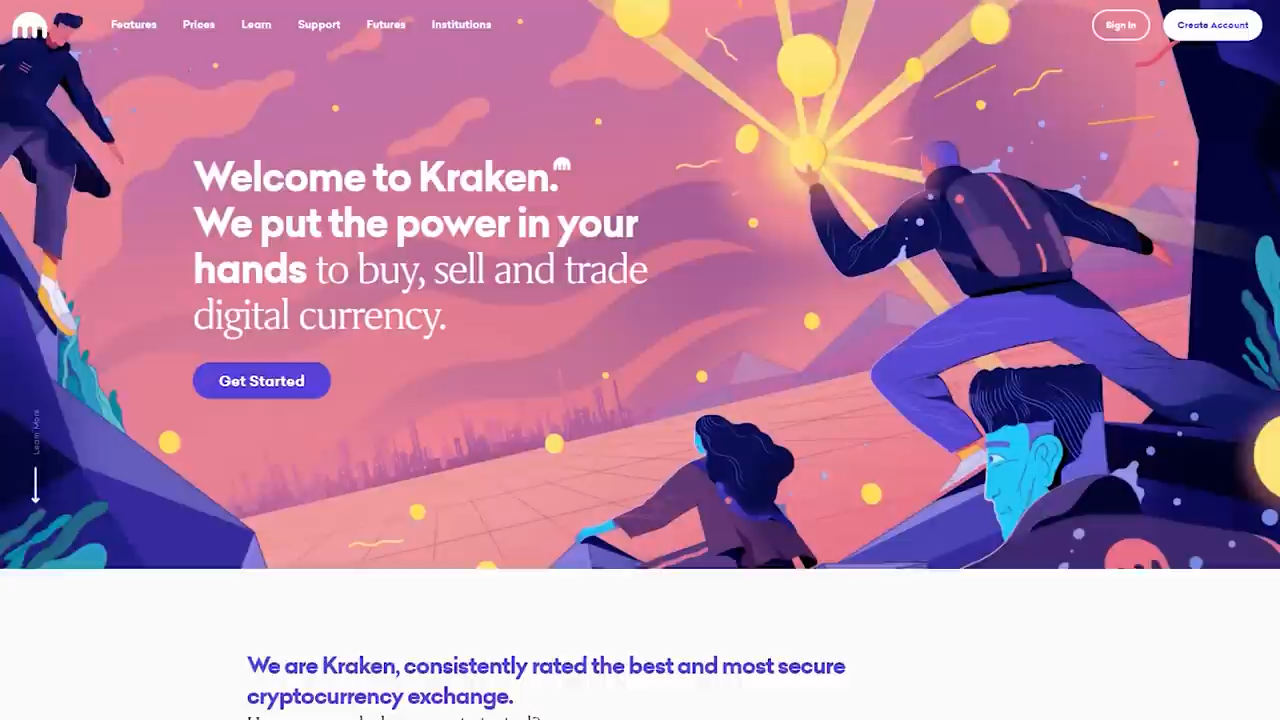 Features Prices Learn Support Futures Institutions Sign In Create Account
Welcome to Kraken.
We put the power in your
hands to buy, sell and trade
digital currency.
Get Started
Learn More
We are Kraken, consistently rated the best and most secure
cryptocurrency exchange.